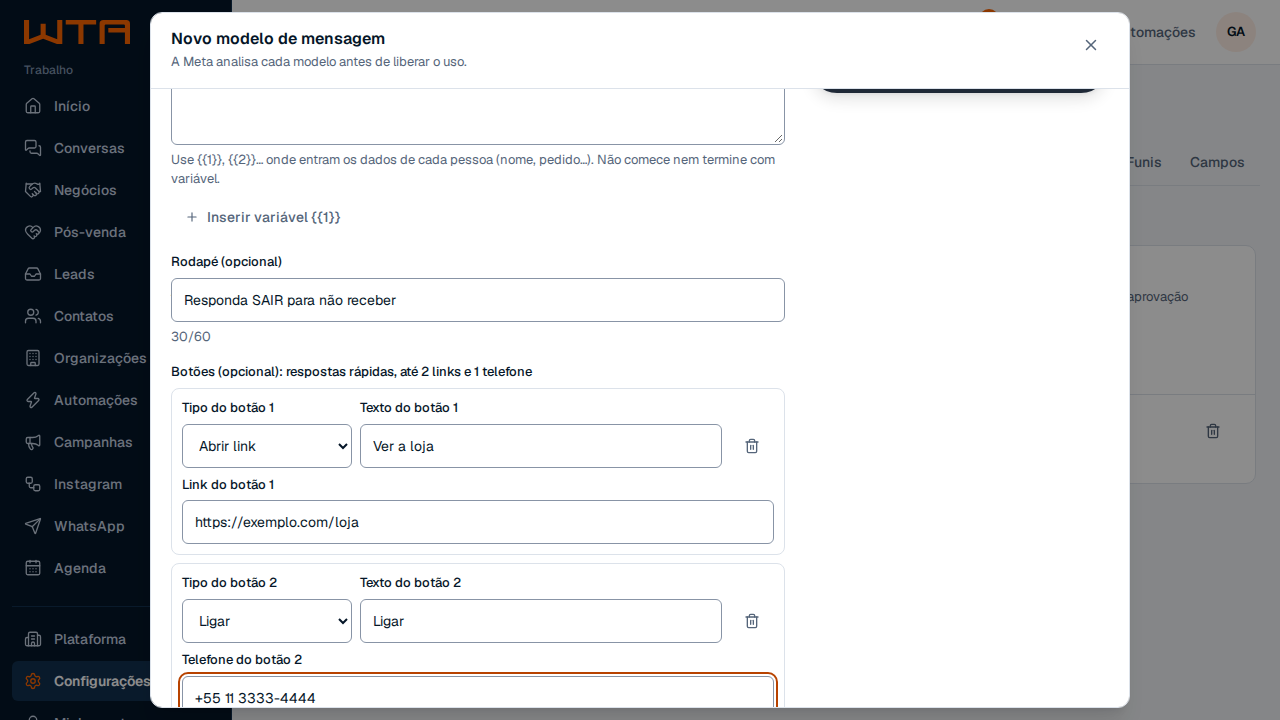 WTA
Trabalho
Início
Conversas
Negócios
Pós-venda
Leads
Contatos
Organizações
Automações
Campanhas
Instagram
WhatsApp
Agenda
Plataforma
Configurações
Novo modelo de mensagem
A Meta analisa cada modelo antes de liberar o uso.
Use {{1}}, {{2}}… onde entram os dados de cada pessoa (nome, pedido…). Não comece nem termine com
variável.
Inserir variável {{1}}
Rodapé (opcional)
Responda SAIR para não receber
30/60
Botões (opcional): respostas rápidas, até 2 links e 1 telefone
Tipo do botão 1 Texto do botão 1
Abrir link Ver a loja
Link do botão 1
https://exemplo.com/loja
Tipo do botão 2 Texto do botão 2
Ligar Ligar
Telefone do botão 2
+55 11 3333-4444
tomações GA
Funis Campos
aprovação